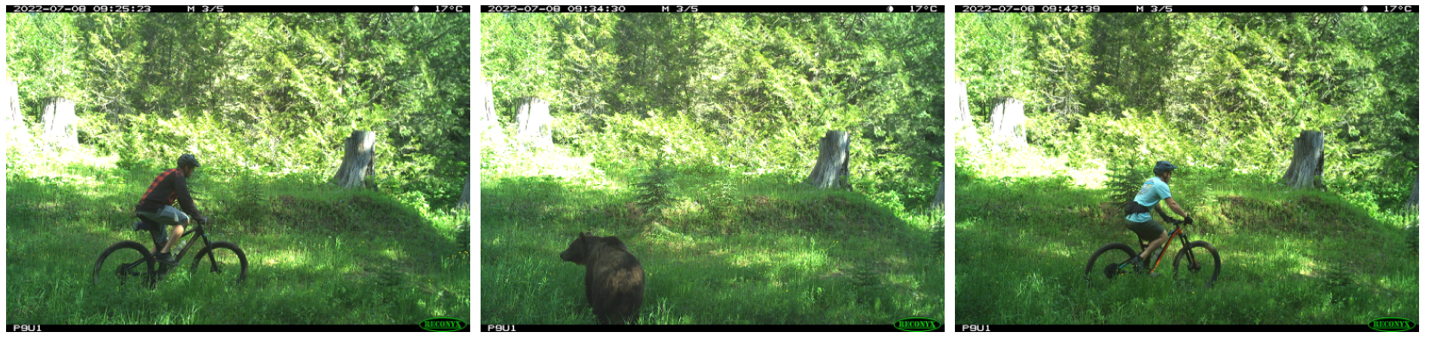 2022-07-08 09:25:23 M 3/5 17°C
P9U1 RECONYX
2022-07-08 09:34:30 M 3/5 17°C
P9U1 RECONYX
2022-07-08 09:42:39 M 3/5 17°C
P9U1 RECONYX